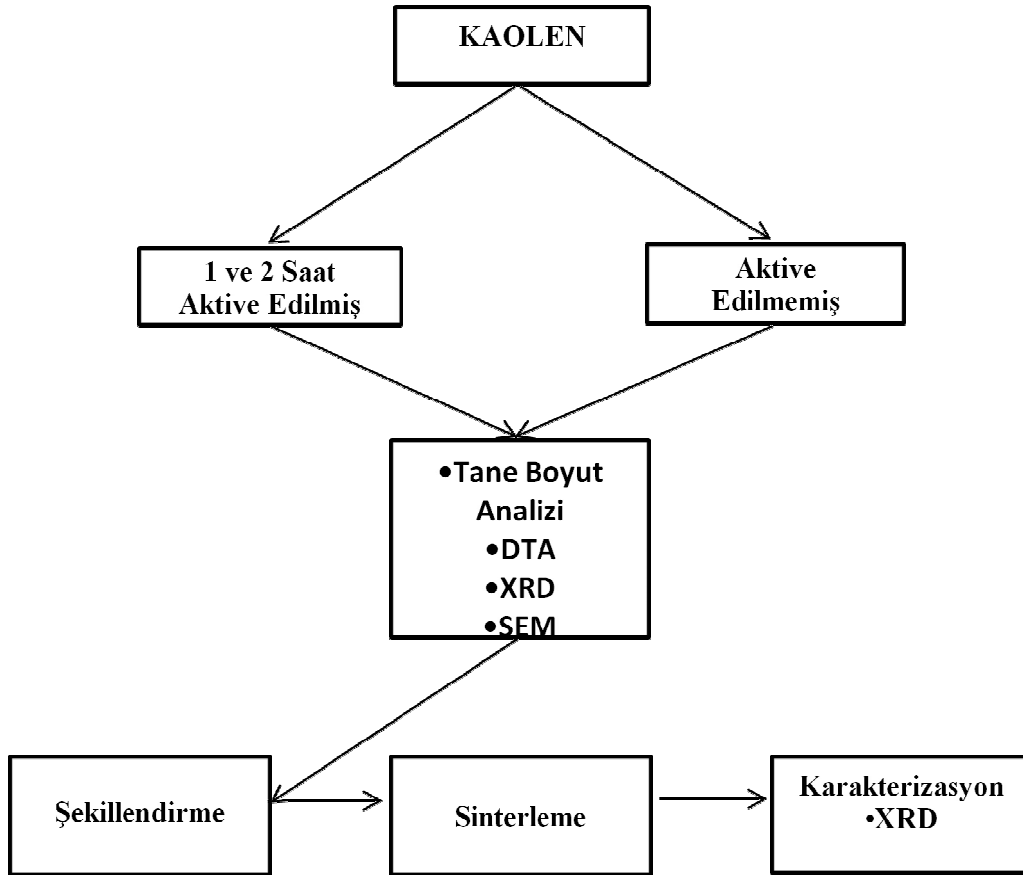 KAOLEN
1 ve 2 Saat
Aktive Edilmiş
Aktive
Edilmemiş
•Tane Boyut
Analizi
•DTA
•XRD
•SEM
Şekillendirme
Sinterleme
Karakterizasyon
•XRD